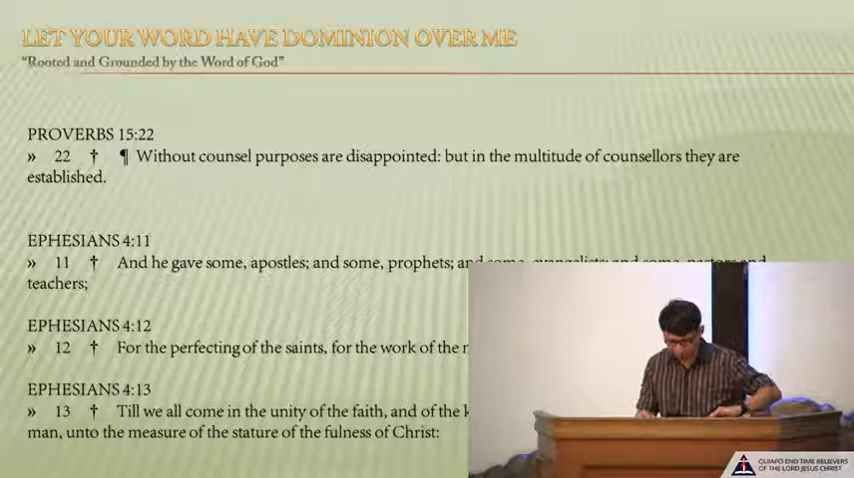 LET YOUR WORD HAVE DOMINION OVER ME
“Rooted and Grounded by the Word of God”
PROVERBS 15:22
» 22 † ¶ Without counsel purposes are disappointed: but in the multitude of counsellors they are
established.
EPHESIANS 4:11
» 11 † And he gave some, apostles; and some, prophets; and some, evangelists; and some, pastors and
teachers;
EPHESIANS 4:12
» 12 † For the perfecting of the saints, for the work of the
EPHESIANS 4:13
» 13 † Till we all come in the unity of the faith, and of the
man, unto the measure of the stature of the fulness of Christ:
QUIAPO END TIME BELIEVERS
OF THE LORD JESUS CHRIST